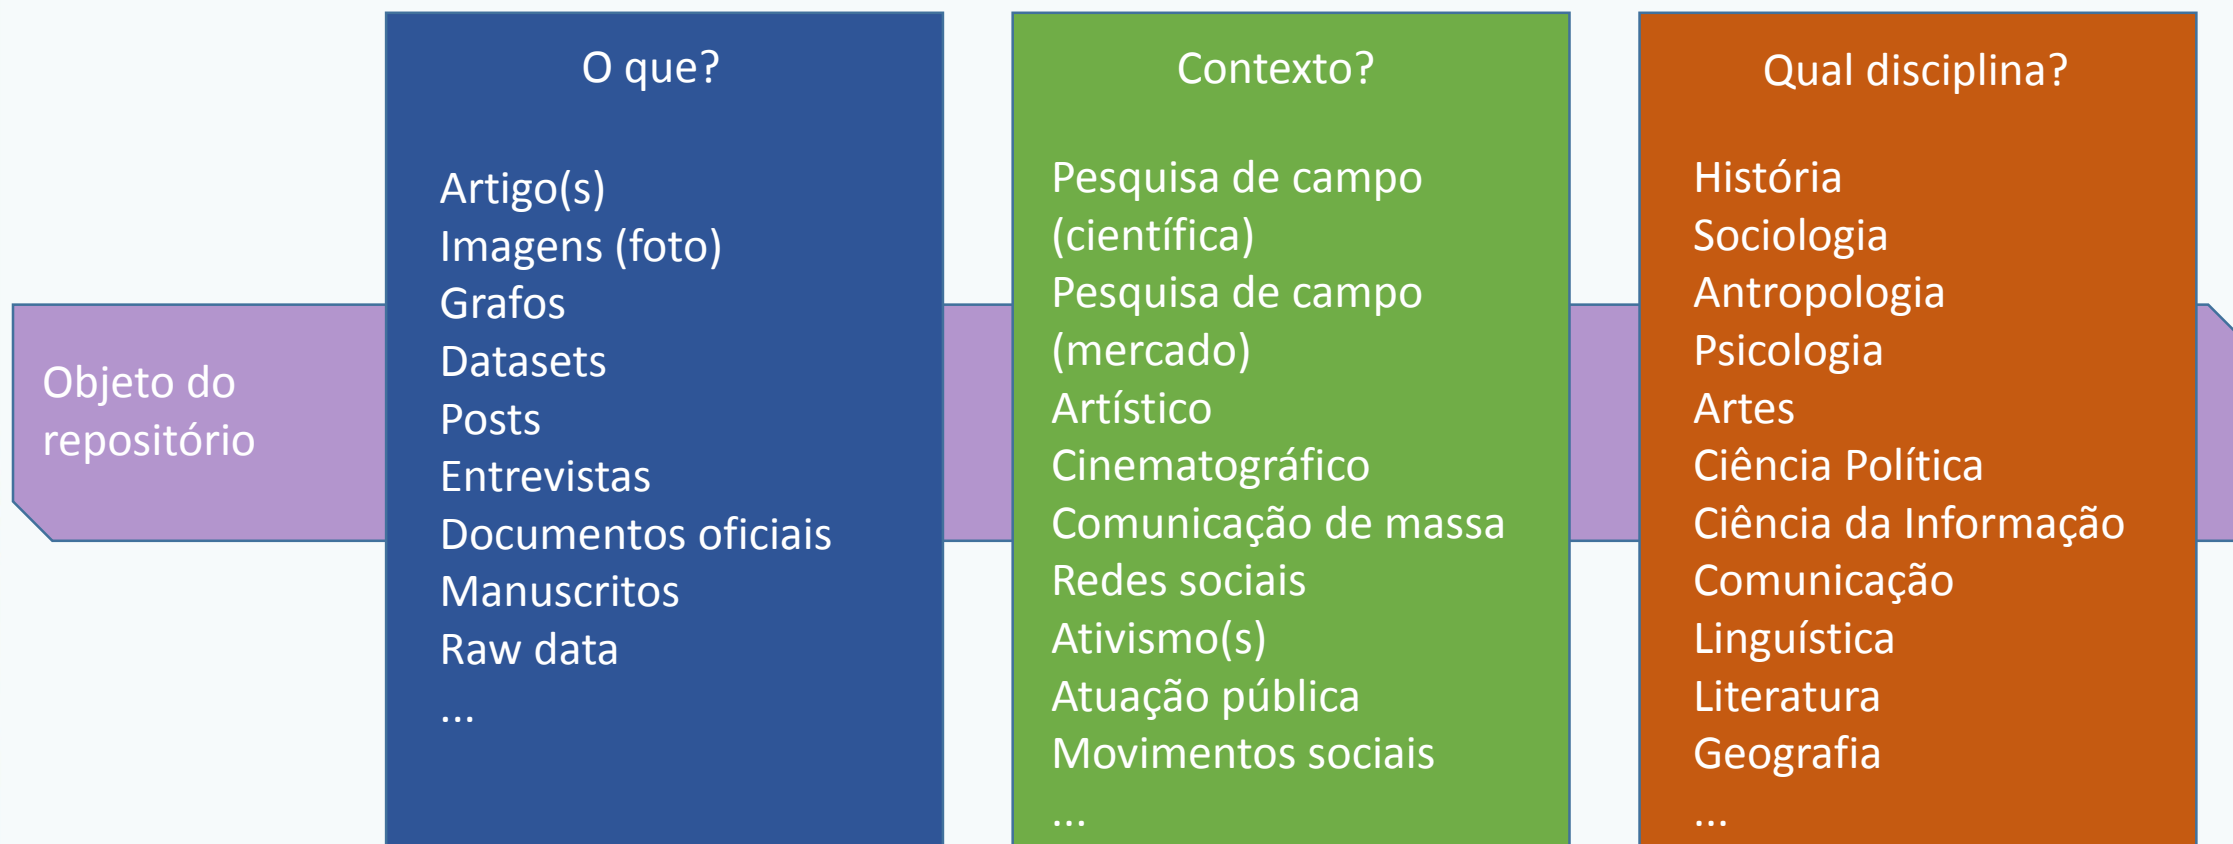 Objeto do
repositório
O que?
Artigo(s)
Imagens (foto)
Grafos
Datasets
Posts
Entrevistas
Documentos oficiais
Manuscritos
Raw data
...
Contexto?
Pesquisa de campo
(científica)
Pesquisa de campo
(mercado)
Artístico
Cinematográfico
Comunicação de massa
Redes sociais
Ativismo(s)
Atuação pública
Movimentos sociais
...
Qual disciplina?
História
Sociologia
Antropologia
Psicologia
Artes
Ciência Política
Ciência da Informação
Comunicação
Linguística
Literatura
Geografia
...